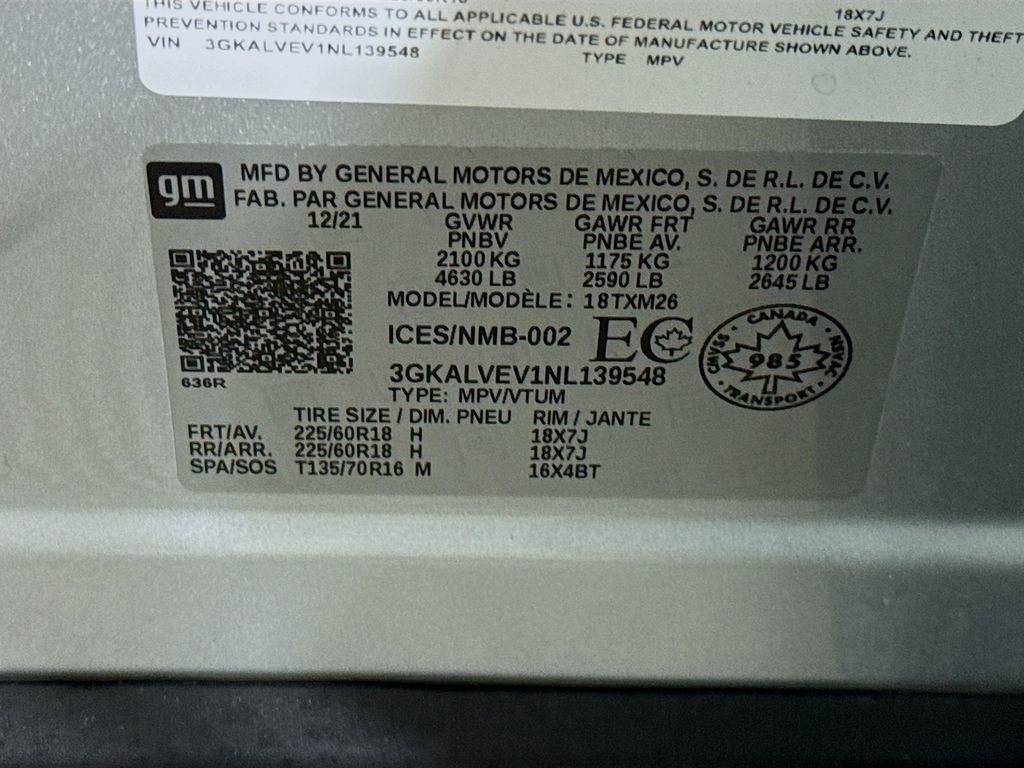 18X7J
THIS VEHICLE CONFORMS TO ALL APPLICABLE U.S. FEDERAL MOTOR VEHICLE SAFETY AND THEFT
PREVENTION STANDARDS IN EFFECT ON THE DATE OF MANUFACTURE SHOWN ABOVE.
VIN 3GKALVEV1NL139548 TYPE MPV
gm
MFD BY GENERAL MOTORS DE MEXICO, S. DE R.L. DE C.V.
FAB. PAR GENERAL MOTORS DE MEXICO, S. DE R.L. DE C.V.
12/21 GVWR GAWR FRT GAWR RR
PNBV PNBE AV. PNBE ARR.
2100 KG 1175 KG 1200 KG
4630 LB 2590 LB 2645 LB
MODEL/MODÈLE: 18TXM26
ICES/NMB-002 EC
CANADA
CMVSS 985 NSVAC
TRANSPORT
636R
3GKALVEV1NL139548
TYPE: MPV/VTUM
TIRE SIZE / DIM. PNEU RIM / JANTE
FRT/AV. 225/60R18 H 18X7J
RR/ARR. 225/60R18 H 18X7J
SPA/SOS T135/70R16 M 16X4BT